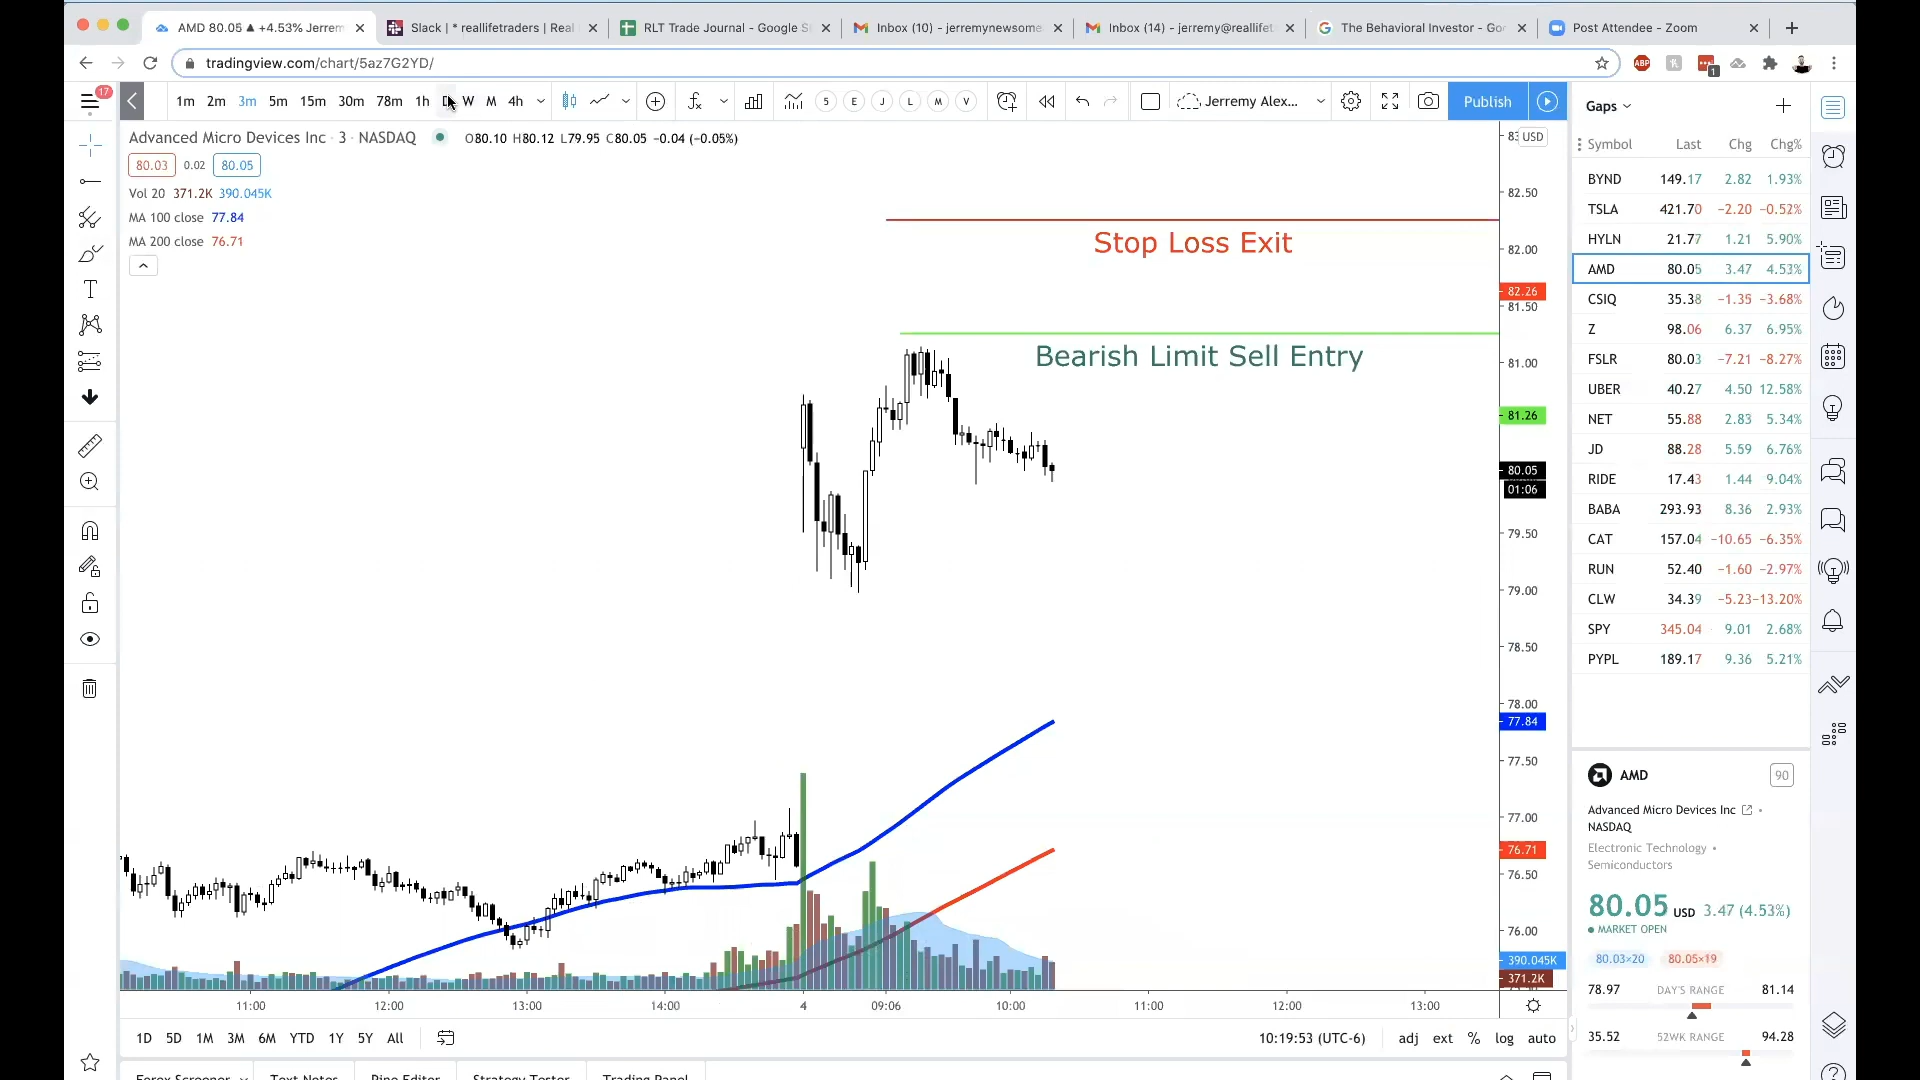 AMD 80.05 ▲ +4.53% Jerrem
Slack | * reallifetraders | Real
RLT Trade Journal - Google S
Inbox (10) - jerremynewsome
Inbox (14) - jerremy@reallifet
The Behavioral Investor - Goo
Post Attendee - Zoom
tradingview.com/chart/5az7G2YD/
ABP
1
17
1m 2m 3m 5m 15m 30m 78m 1h W M 4h
S E J L M V
Jerremy Alex...
Publish
Advanced Micro Devices Inc · 3 · NASDAQ
O80.10 H80.12 L79.95 C80.05 −0.04 (−0.05%)
80.03 0.02 80.05
Vol 20 371.2K 390.045K
MA 100 close 77.84
MA 200 close 76.71
Stop Loss Exit
Bearish Limit Sell Entry
USD
82.50
82.00
82.26
81.50
81.26
81.00
80.05
01:06
79.50
79.00
78.50
78.00
77.84
77.50
77.00
76.71
76.50
76.00
390.045K
371.2K
11:00 12:00 13:00 14:00 4 09:06 10:00 11:00 12:00 13:00
1D 5D 1M 3M 6M YTD 1Y 5Y All
10:19:53 (UTC-6) adj ext % log auto
Forex Screener Text Notes Pine Editor Strategy Tester Trading Panel
Gaps
Symbol Last Chg Chg%
BYND 149.17 2.82 1.93%
TSLA 421.70 −2.20 −0.52%
HYLN 21.77 1.21 5.90%
AMD 80.05 3.47 4.53%
CSIQ 35.38 −1.35 −3.68%
Z 98.06 6.37 6.95%
FSLR 80.03 −7.21 −8.27%
UBER 40.27 4.50 12.58%
NET 55.88 2.83 5.34%
JD 88.28 5.59 6.76%
RIDE 17.43 1.44 9.04%
BABA 293.93 8.36 2.93%
CAT 157.04 −10.65 −6.35%
RUN 52.40 −1.60 −2.97%
CLW 34.39 −5.23 −13.20%
SPY 345.04 9.01 2.68%
PYPL 189.17 9.36 5.21%
AMD 90
Advanced Micro Devices Inc
NASDAQ
Electronic Technology •
Semiconductors
80.05 USD 3.47 (4.53%)
MARKET OPEN
80.03×20 80.05×19
78.97 DAY'S RANGE 81.14
35.52 52WK RANGE 94.28